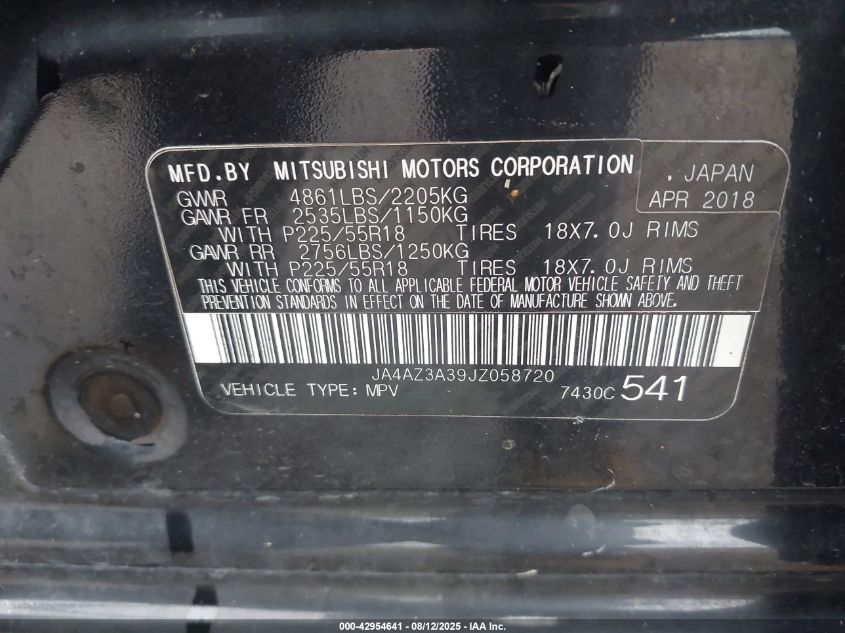 MFD.BY MITSUBISHI MOTORS CORPORATION , JAPAN
GVWR 4861LBS/2205KG APR 2018
GAWR FR 2535LBS/1150KG
WITH P225/55R18 TIRES 18X7.0J RIMS
GAWR RR 2756LBS/1250KG
WITH P225/55R18 TIRES 18X7.0J RIMS
THIS VEHICLE CONFORMS TO ALL APPLICABLE FEDERAL MOTOR VEHICLE SAFETY AND THEFT
PREVENTION STANDARDS IN EFFECT ON THE DATE OF MANUFACTURE SHOWN ABOVE.
JA4AZ3A39JZ058720
VEHICLE TYPE: MPV 7430C 541
000-42954641 - 08/12/2025 - IAA Inc.